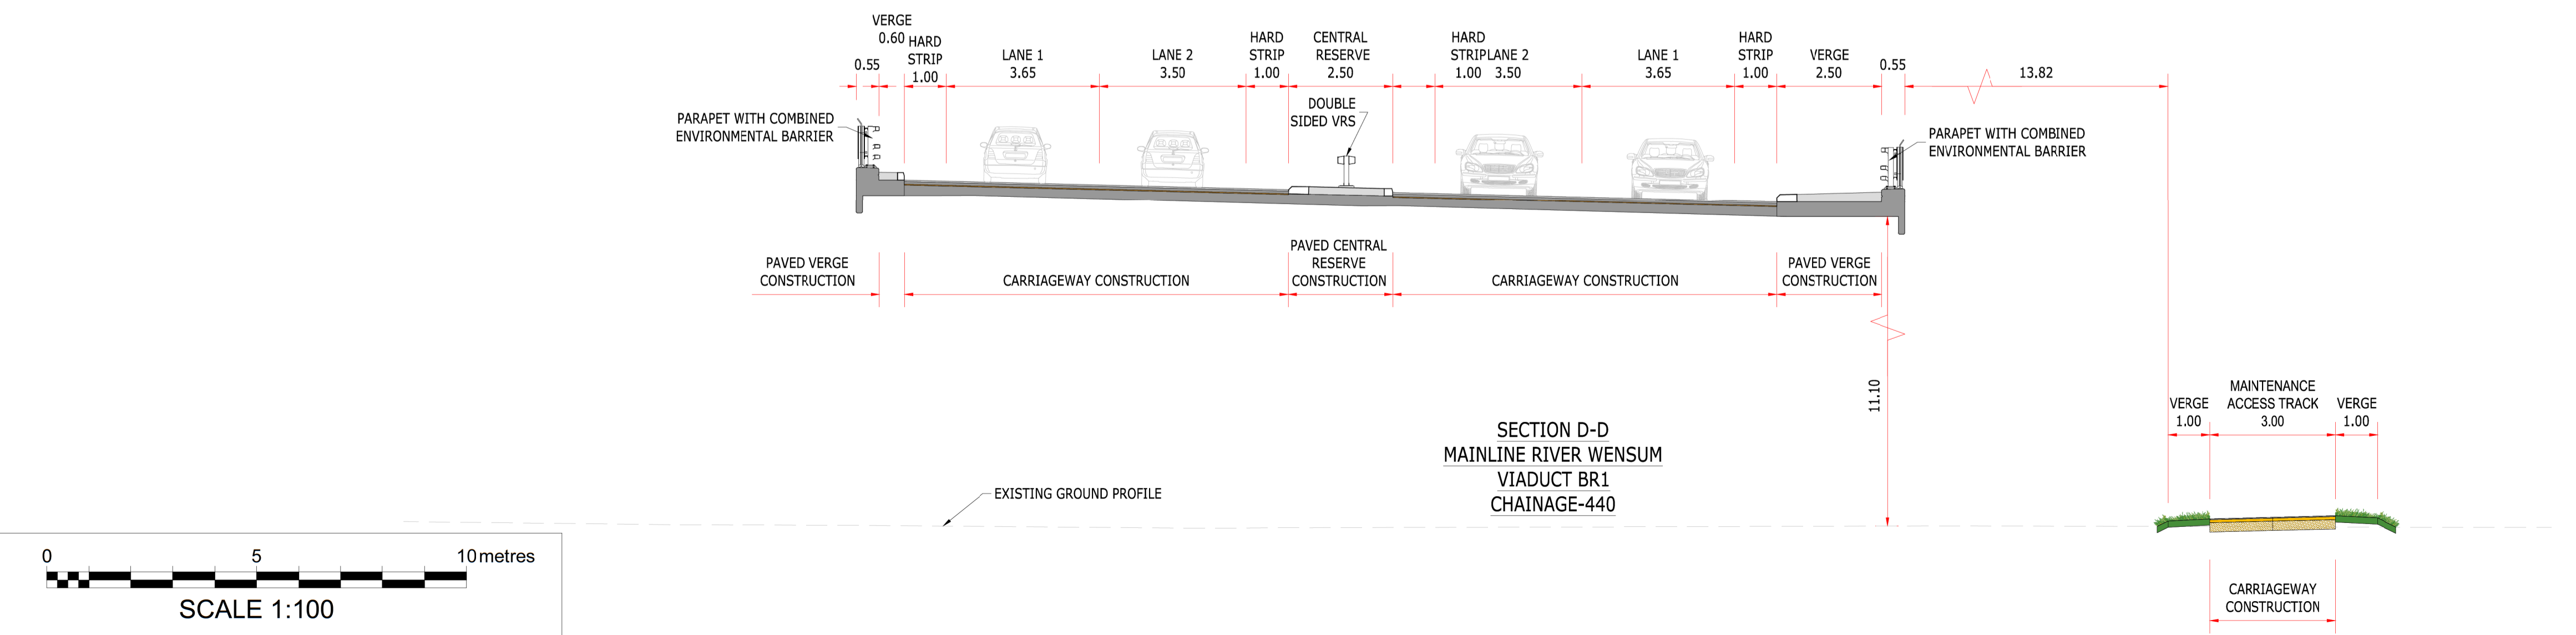 VERGE
0.60
0.55
HARD
STRIP
1.00
LANE 1
3.65
LANE 2
3.50
HARD
STRIP
1.00
CENTRAL
RESERVE
2.50
HARD
STRIP
1.00
LANE 2
3.50
LANE 1
3.65
HARD
STRIP
1.00
VERGE
2.50
0.55
13.82
PARAPET WITH COMBINED
ENVIRONMENTAL BARRIER
DOUBLE
SIDED VRS
PARAPET WITH COMBINED
ENVIRONMENTAL BARRIER
PAVED VERGE
CONSTRUCTION
CARRIAGEWAY CONSTRUCTION
PAVED CENTRAL
RESERVE
CONSTRUCTION
CARRIAGEWAY CONSTRUCTION
PAVED VERGE
CONSTRUCTION
11.10
VERGE
1.00
MAINTENANCE
ACCESS TRACK
3.00
VERGE
1.00
SECTION D-D
MAINLINE RIVER WENSUM
VIADUCT BR1
CHAINAGE-440
EXISTING GROUND PROFILE
0 5 10 metres
SCALE 1:100
CARRIAGEWAY
CONSTRUCTION